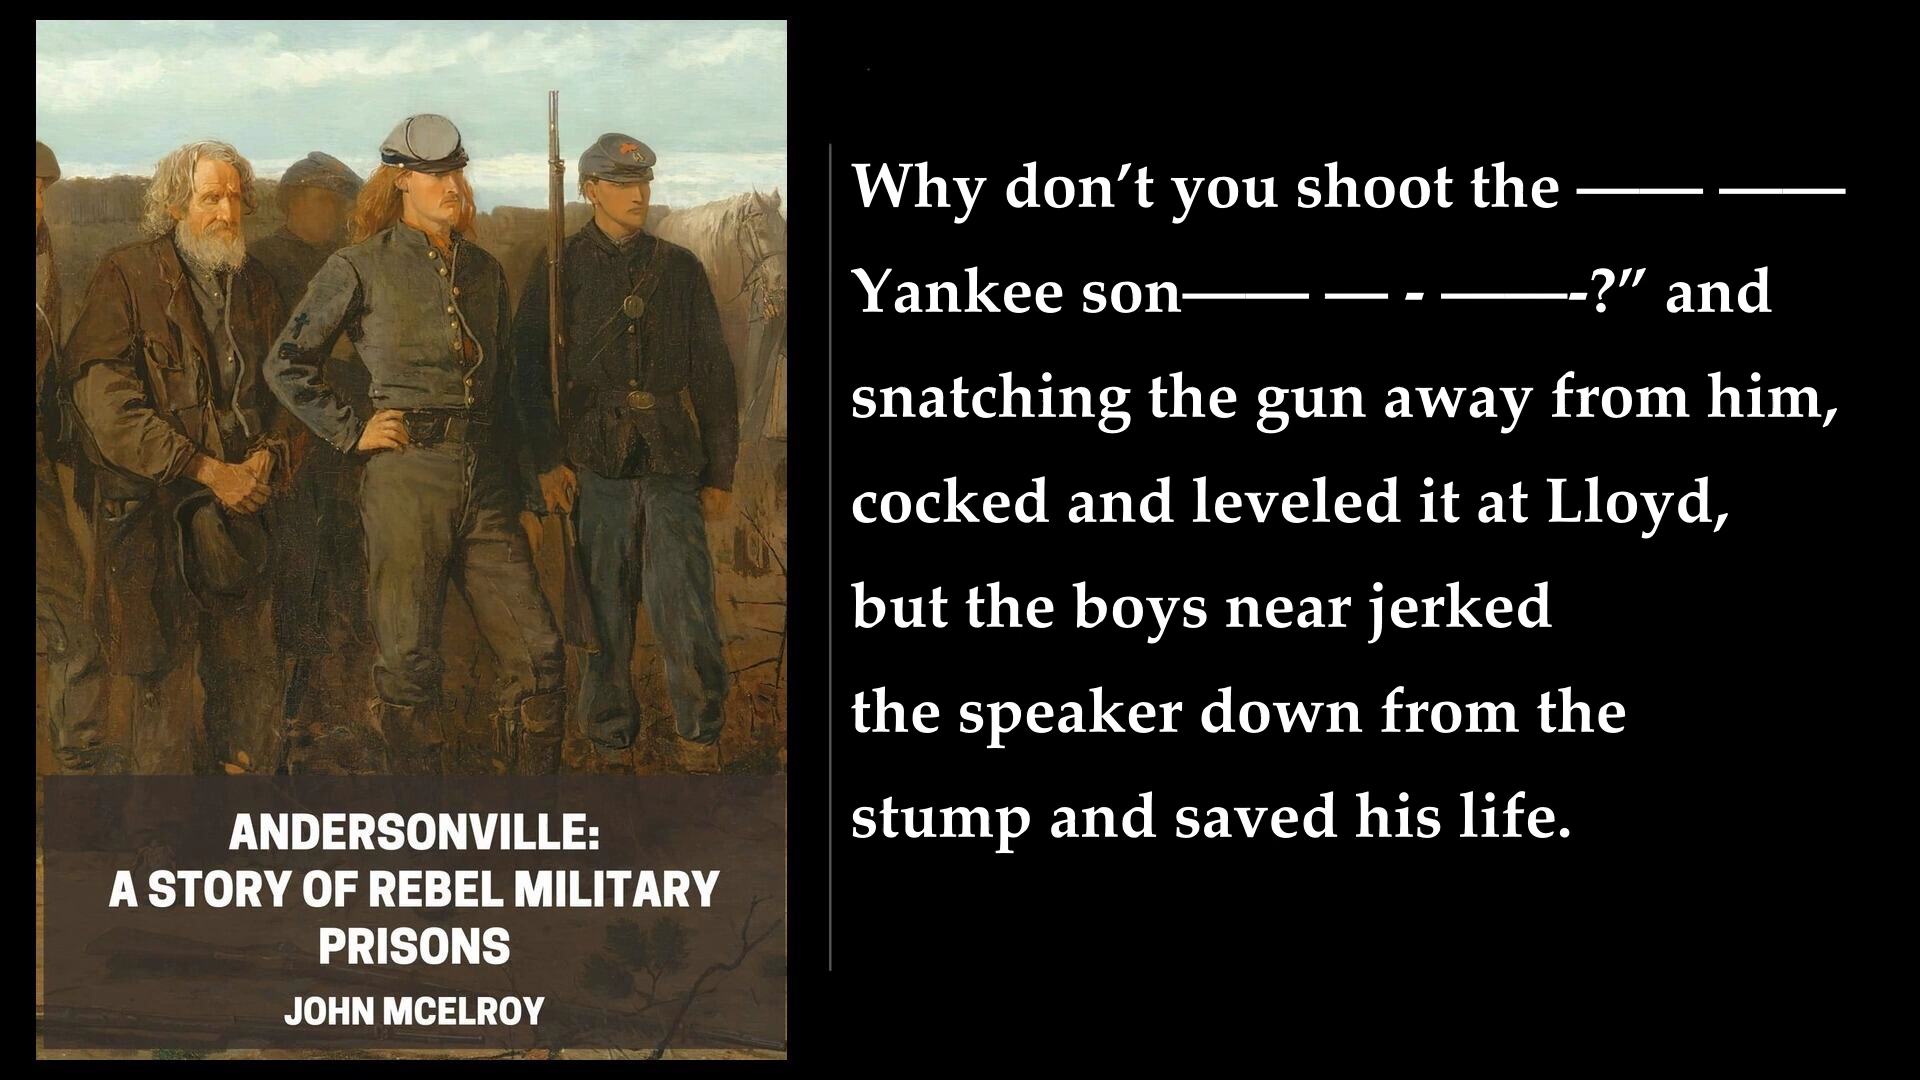 Why don’t you shoot the —— ——
Yankee son—— — - ——-?” and
snatching the gun away from him,
cocked and leveled it at Lloyd,
but the boys near jerked
the speaker down from the
stump and saved his life.
ANDERSONVILLE:
A STORY OF REBEL MILITARY
PRISONS
JOHN MCELROY